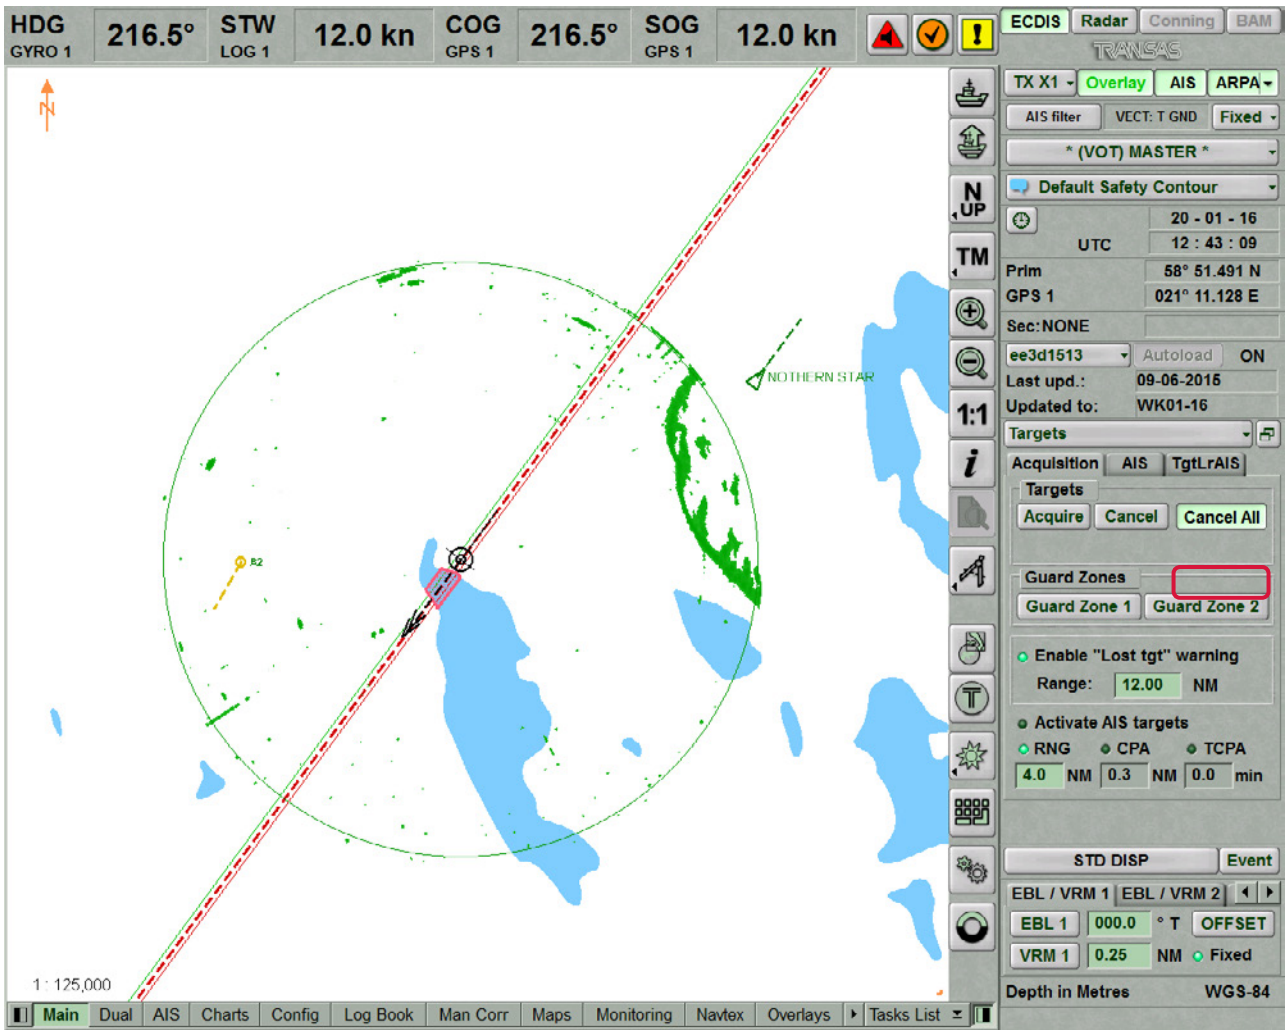 HDG 216.5° STW 12.0 kn COG 216.5° SOG 12.0 kn
GYRO 1 LOG 1 GPS 1 GPS 1
ECDIS Radar Conning BAM
TRANSAS
TX X1 Overlay AIS ARPA
AIS filter VECT: T GND Fixed
* (VOT) MASTER *
Default Safety Contour
20 - 01 - 16
UTC 12 : 43 : 09
Prim 58° 51.491 N
GPS 1 021° 11.128 E
Sec:NONE
ee3d1513 Autoload ON
Last upd.: 09-06-2015
Updated to: WK01-16
Targets
Acquisition AIS TgtLrAIS
Targets
Acquire Cancel Cancel All
Guard Zones
Guard Zone 1 Guard Zone 2
Enable "Lost tgt" warning
Range: 12.00 NM
Activate AIS targets
RNG CPA TCPA
4.0 NM 0.3 NM 0.0 min
STD DISP Event
EBL / VRM 1 EBL / VRM 2
EBL 1 000.0 ° T OFFSET
VRM 1 0.25 NM Fixed
Depth in Metres WGS-84
N
N
UP
TM
1:1
i
T
NOTHERN STAR
1 : 125,000
Main Dual AIS Charts Config Log Book Man Corr Maps Monitoring Navtex Overlays Tasks List